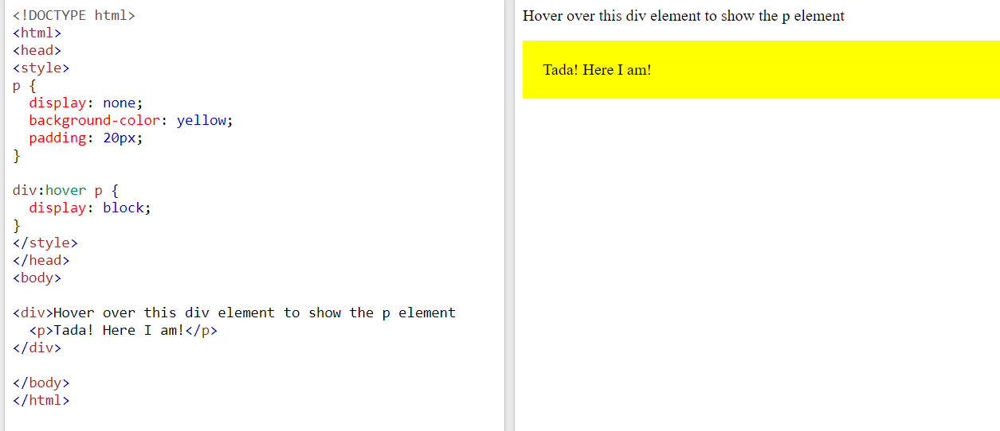 <!DOCTYPE html>
<html>
<head>
<style>
p {
  display: none;
  background-color: yellow;
  padding: 20px;
}

div:hover p {
  display: block;
}
</style>
</head>
<body>

<div>Hover over this div element to show the p element
  <p>Tada! Here I am!</p>
</div>

</body>
</html>
Hover over this div element to show the p element
Tada! Here I am!